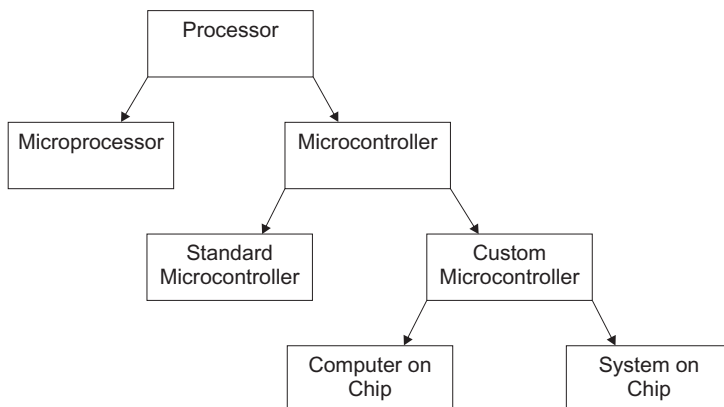 Processor
Microprocessor
Microcontroller
Standard
Microcontroller
Custom
Microcontroller
Computer on
Chip
System on
Chip